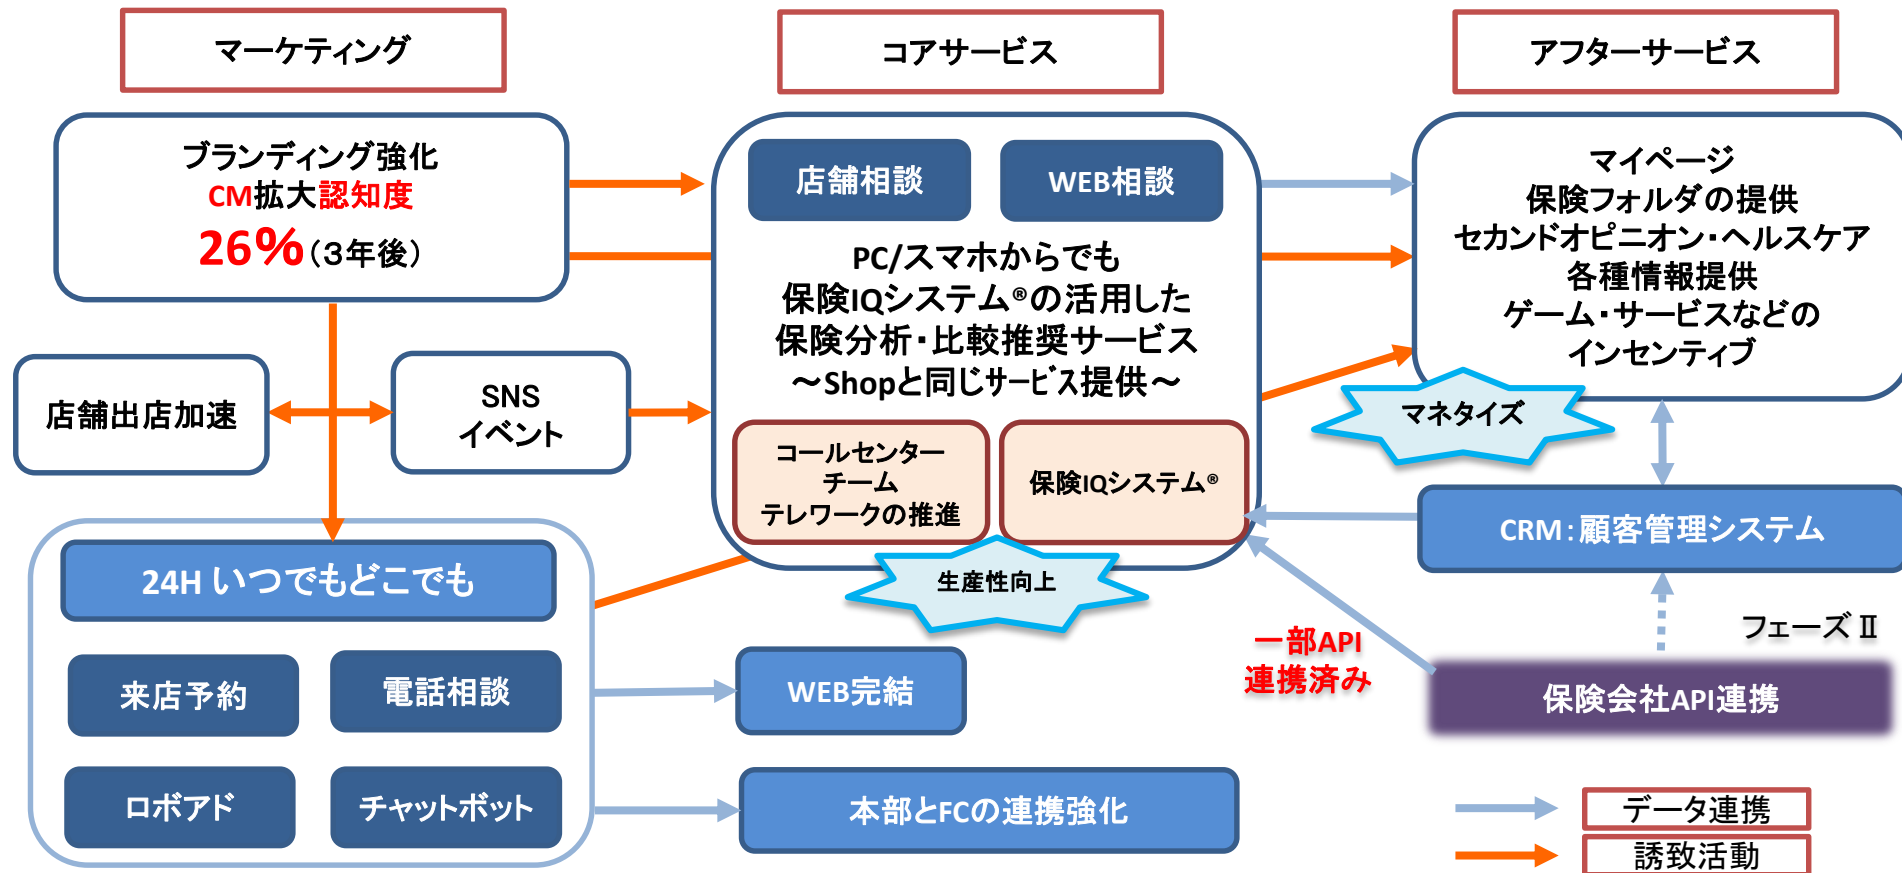 マーケティング
コアサービス
アフターサービス
ブランディング強化
CM拡大認知度
26%(3年後)
店舗出店加速
SNS
イベント
24H いつでもどこでも
来店予約
電話相談
ロボアド
チャットボット
店舗相談
WEB相談
PC/スマホからでも
保険IQシステム®の活用した
保険分析・比較推奨サービス
～Shopと同じサービス提供～
コールセンター
チーム
テレワークの推進
保険IQシステム®
生産性向上
WEB完結
本部とFCの連携強化
マイページ
保険フォルダの提供
セカンドオピニオン・ヘルスケア
各種情報提供
ゲーム・サービスなどの
インセンティブ
マネタイズ
CRM：顧客管理システム
フェーズⅡ
一部API
連携済み
保険会社API連携
データ連携
誘致活動